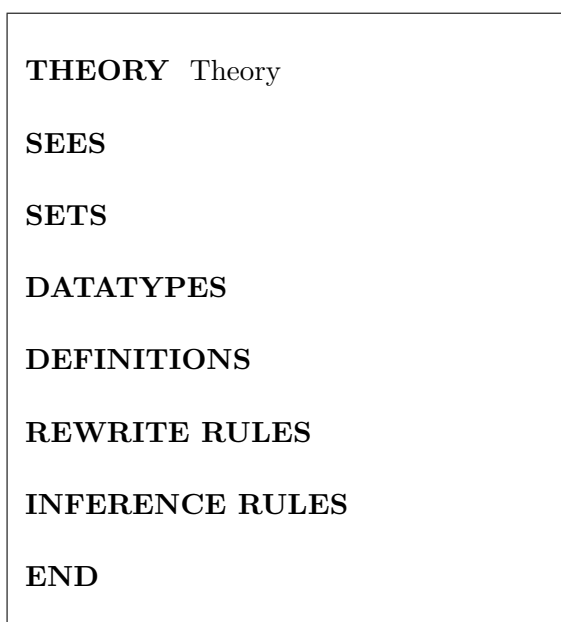 THEORY Theory
SEES
SETS
DATATYPES
DEFINITIONS
REWRITE RULES
INFERENCE RULES
END